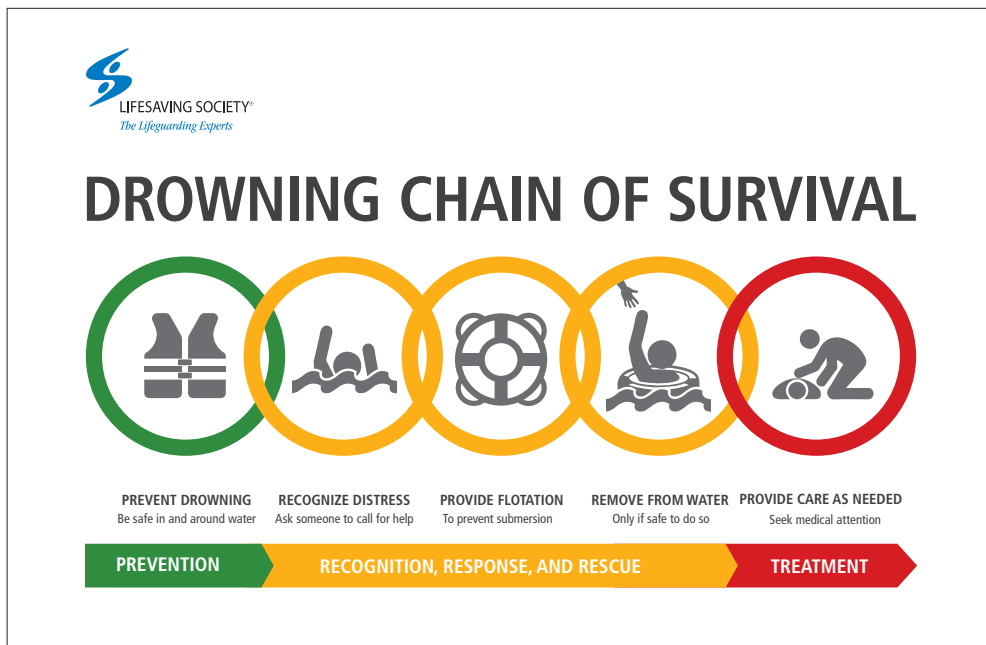 LIFESAVING SOCIETY®
The Lifeguarding Experts
DROWNING CHAIN OF SURVIVAL
PREVENT DROWNING
Be safe in and around water
RECOGNIZE DISTRESS
Ask someone to call for help
PROVIDE FLOTATION
To prevent submersion
REMOVE FROM WATER
Only if safe to do so
PROVIDE CARE AS NEEDED
Seek medical attention
PREVENTION
RECOGNITION, RESPONSE, AND RESCUE
TREATMENT